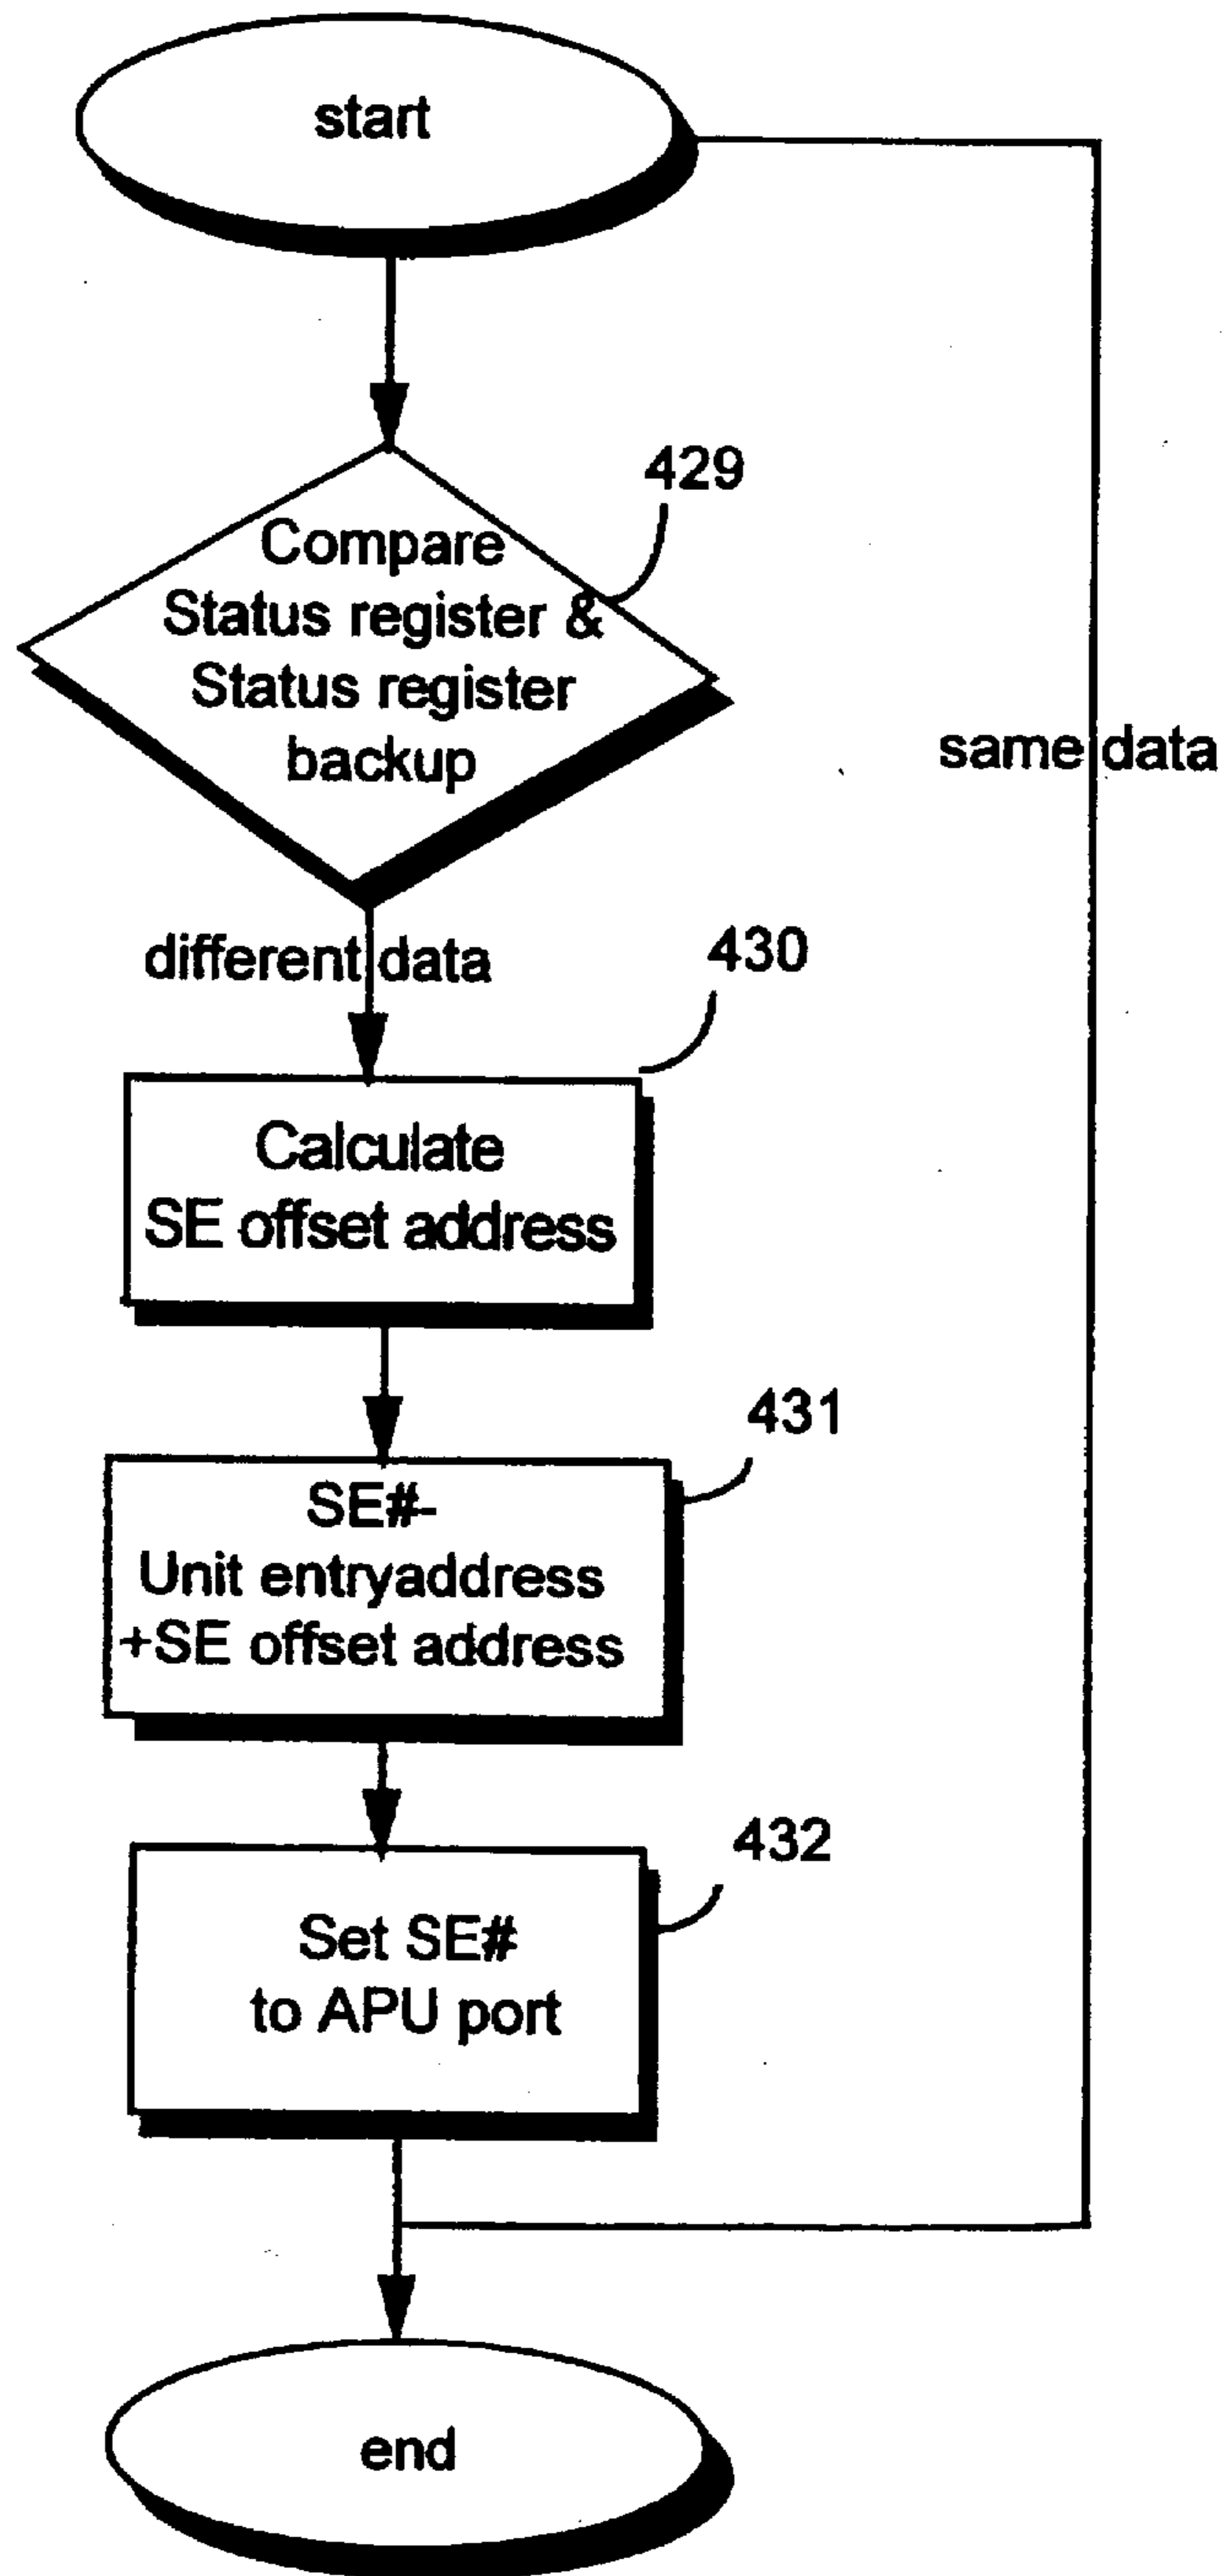 start
429
Compare
Status register &
Status register
backup
same data
different data
430
Calculate
SE offset address
431
SE#-
Unit entryaddress
+SE offset address
432
Set SE#
to APU port
end